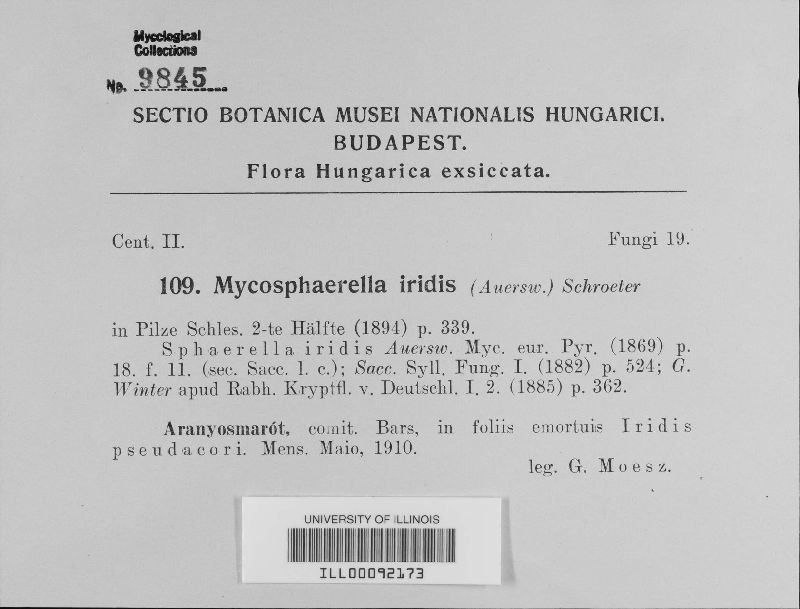 Mycological
Collections
No. 9845
SECTIO BOTANICA MUSEI NATIONALIS HUNGARICI.
BUDAPEST.
Flora Hungarica exsiccata.
Cent. II.
Fungi 19.
109. Mycosphaerella iridis (Auersw.) Schroeter
in Pilze Schles. 2-te Hälfte (1894) p. 339.
Sphaerella iridis Auersw. Myc. eur. Pyr. (1869) p.
18. f. 11. (sec. Sacc. l. c.); Sacc. Syll. Fung. I. (1882) p. 524; G.
Winter apud Rabh. Kryptfl. v. Deutschl. I. 2. (1885) p. 362.
Aranyosmarót, comit. Bars, in foliis emortuis Iridis
pseudacori. Mens. Maio, 1910.
leg. G. Moesz.
UNIVERSITY OF ILLINOIS
ILL00092173